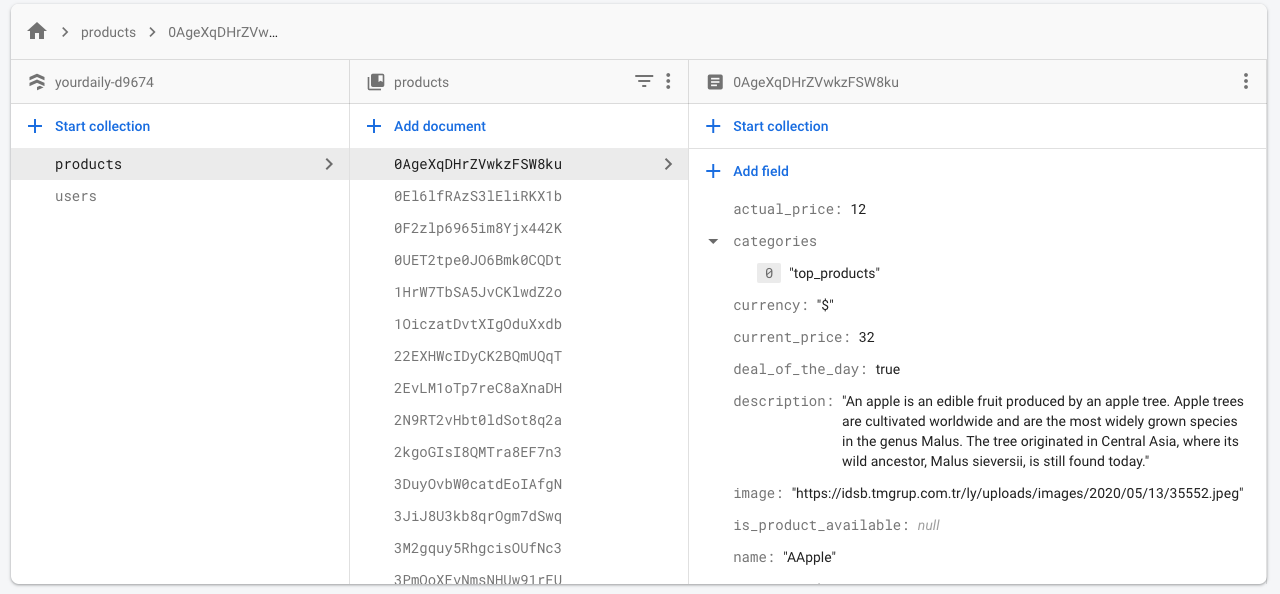 products
0AgeXqDHrZVw…
yourdaily-d9674
products
0AgeXqDHrZVwkzFSW8ku
Start collection
Add document
Start collection
products
users
0AgeXqDHrZVwkzFSW8ku
0El6lfRAzS3lEliRKX1b
0F2zlp6965im8Yjx442K
0UET2tpe0JO6Bmk0CQDt
1HrW7TbSA5JvCKlwdZ2o
1OiczatDvtXIgOduXxdb
22EXHWcIDyCK2BQmUQqT
2EvLM1oTp7reC8aXnaDH
2N9RT2vHbt0ldSot8q2a
2kgoGIsI8QMTra8EF7n3
3DuyOvbW0catdEoIAfgN
3JiJ8U3kb8qrOgm7dSwq
3M2gquy5RhgcisOUfNc3
Add field
actual_price: 12
categories
0 "top_products"
currency: "$"
current_price: 32
deal_of_the_day: true
description: "An apple is an edible fruit produced by an apple tree. Apple trees
are cultivated worldwide and are the most widely grown species
in the genus Malus. The tree originated in Central Asia, where its
wild ancestor, Malus sieversii, is still found today."
image: "https://idsb.tmgrup.com.tr/ly/uploads/images/2020/05/13/35552.jpeg"
is_product_available: null
name: "AApple"